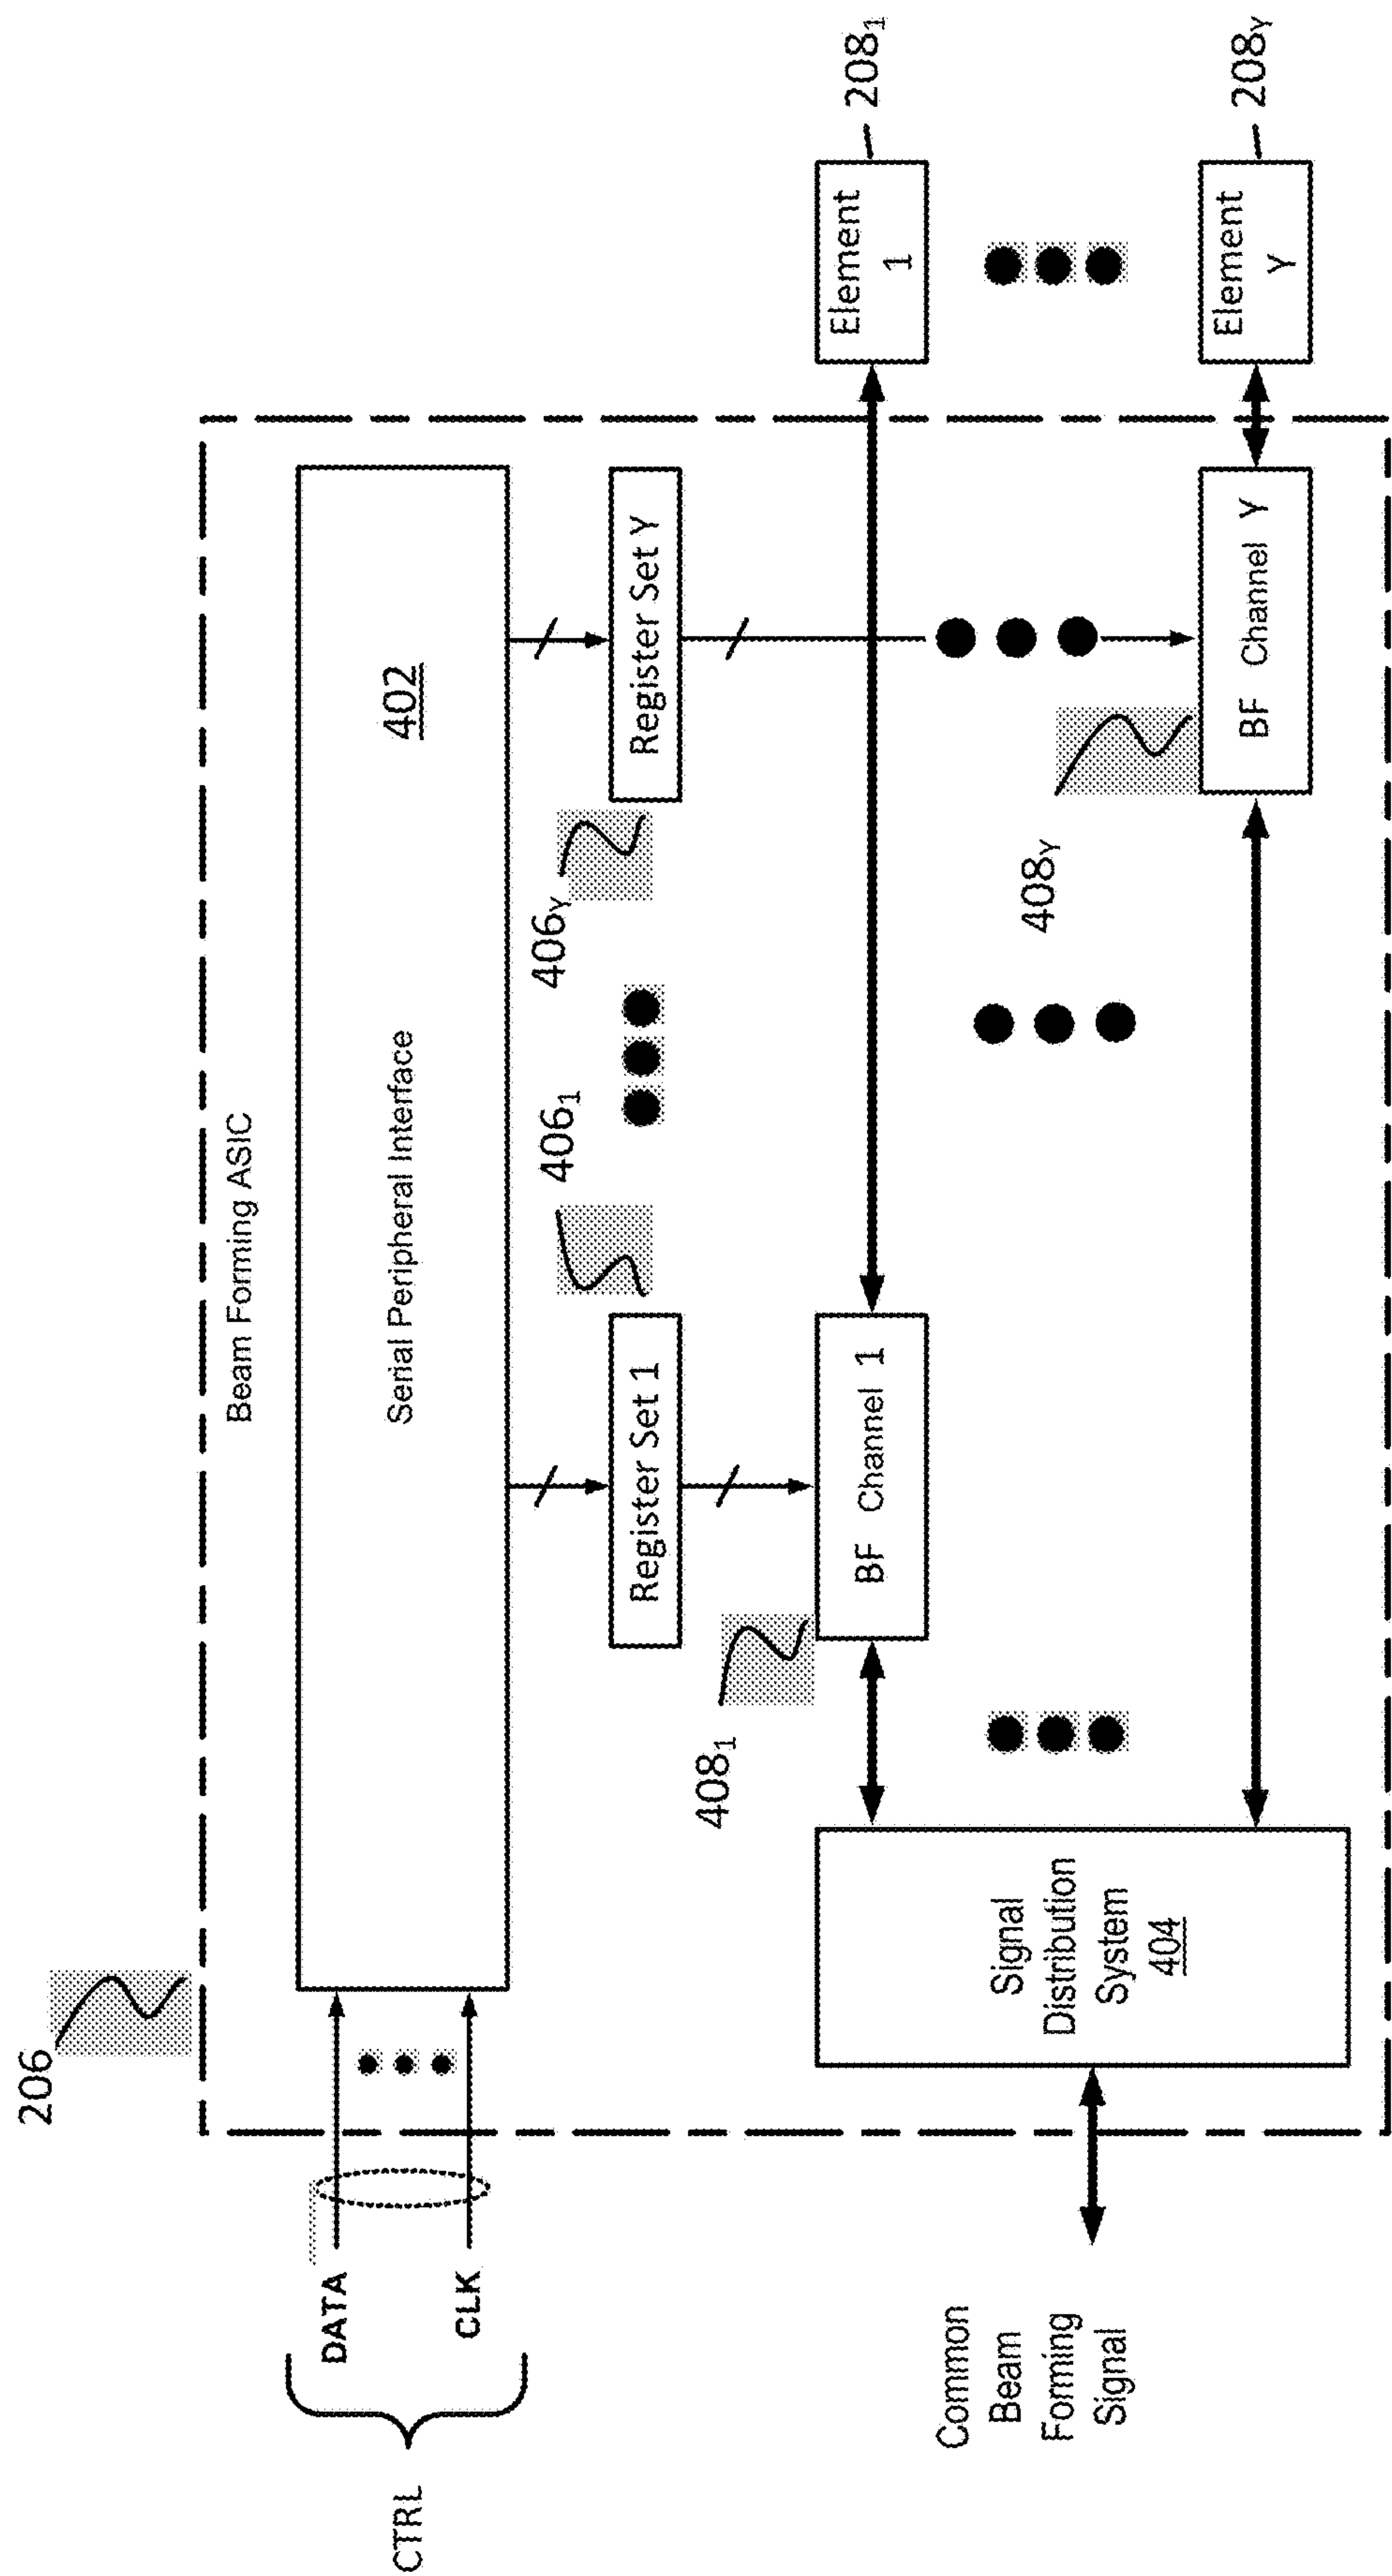 206
Beam Forming ASIC
CTRL
DATA
CLK
Serial Peripheral Interface
402
406₁
406Y
Register Set 1
Register Set Y
408₁
BF Channel 1
Element
1
208₁
Common
Beam
Forming
Signal
Signal
Distribution
System
404
408Y
BF Channel Y
Element
Y
208Y